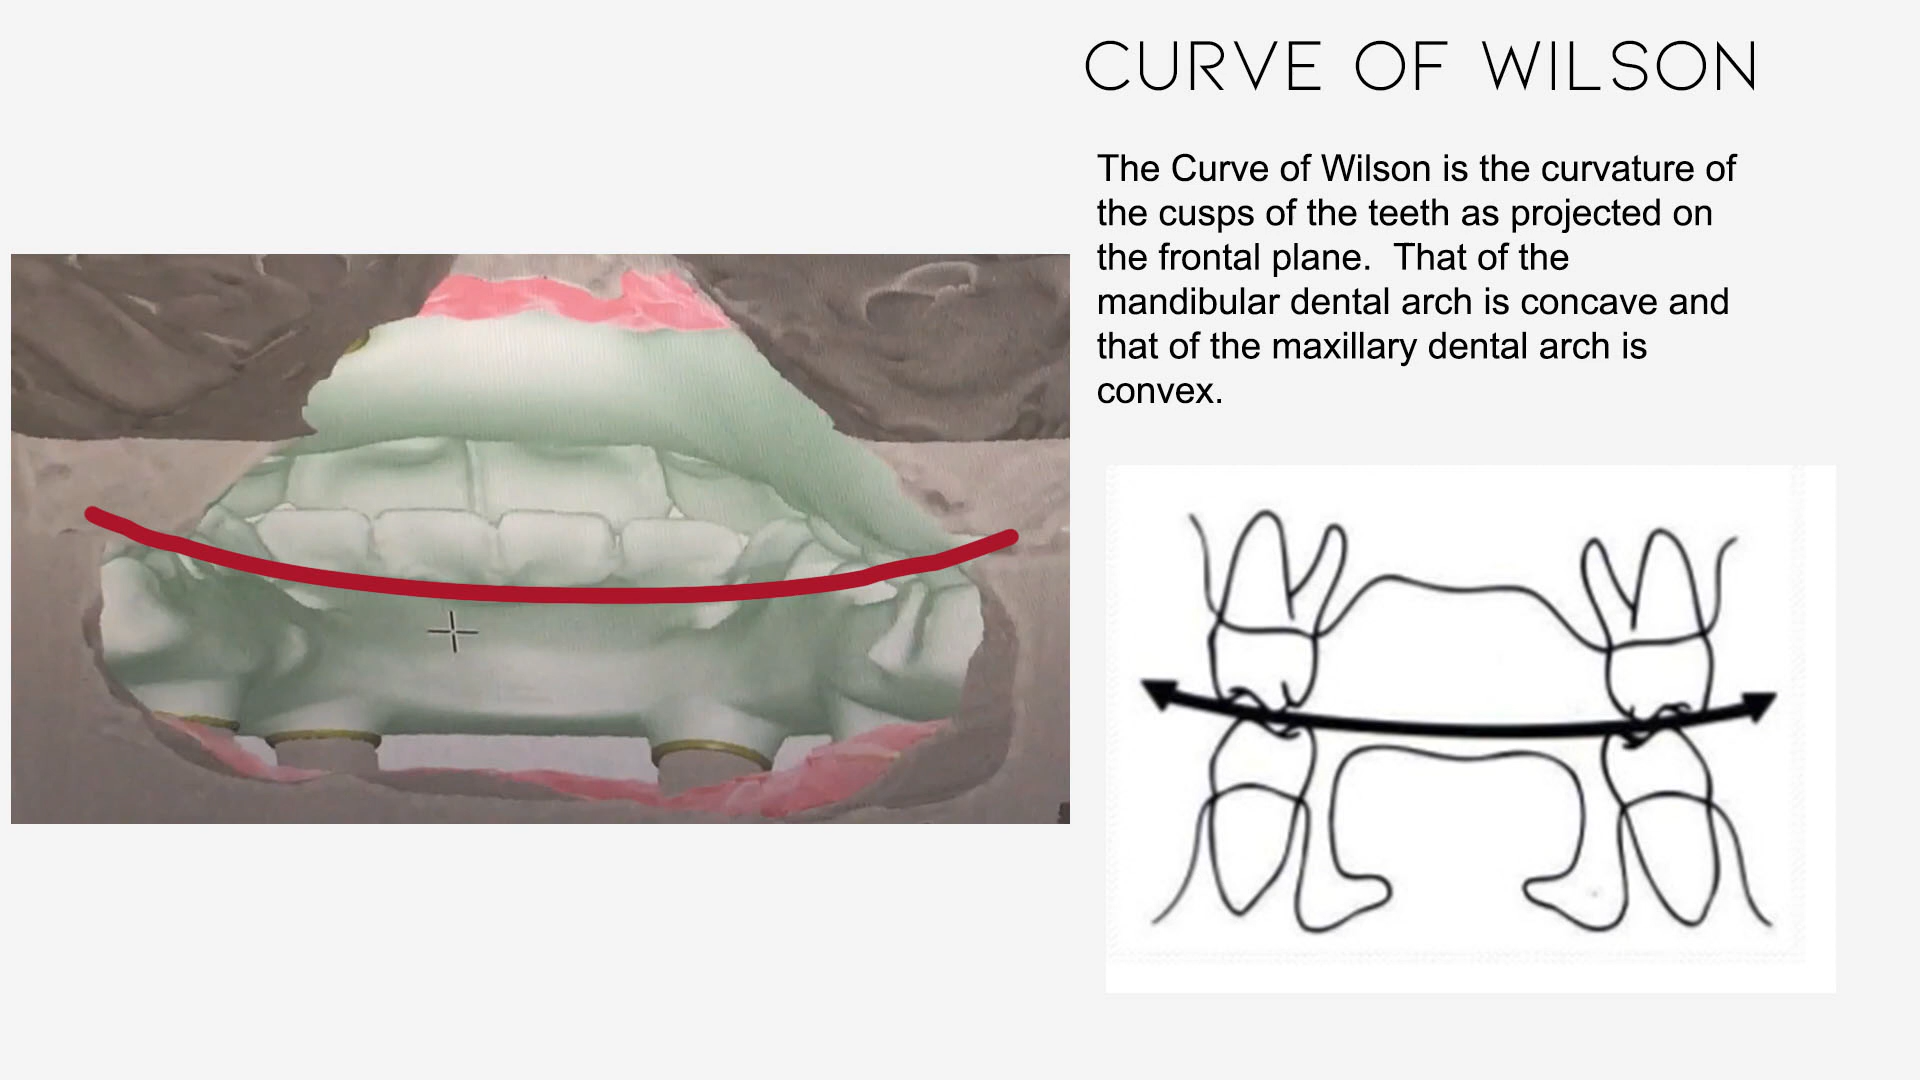 CURVE OF WILSON
The Curve of Wilson is the curvature of
the cusps of the teeth as projected on
the frontal plane.  That of the
mandibular dental arch is concave and
that of the maxillary dental arch is
convex.